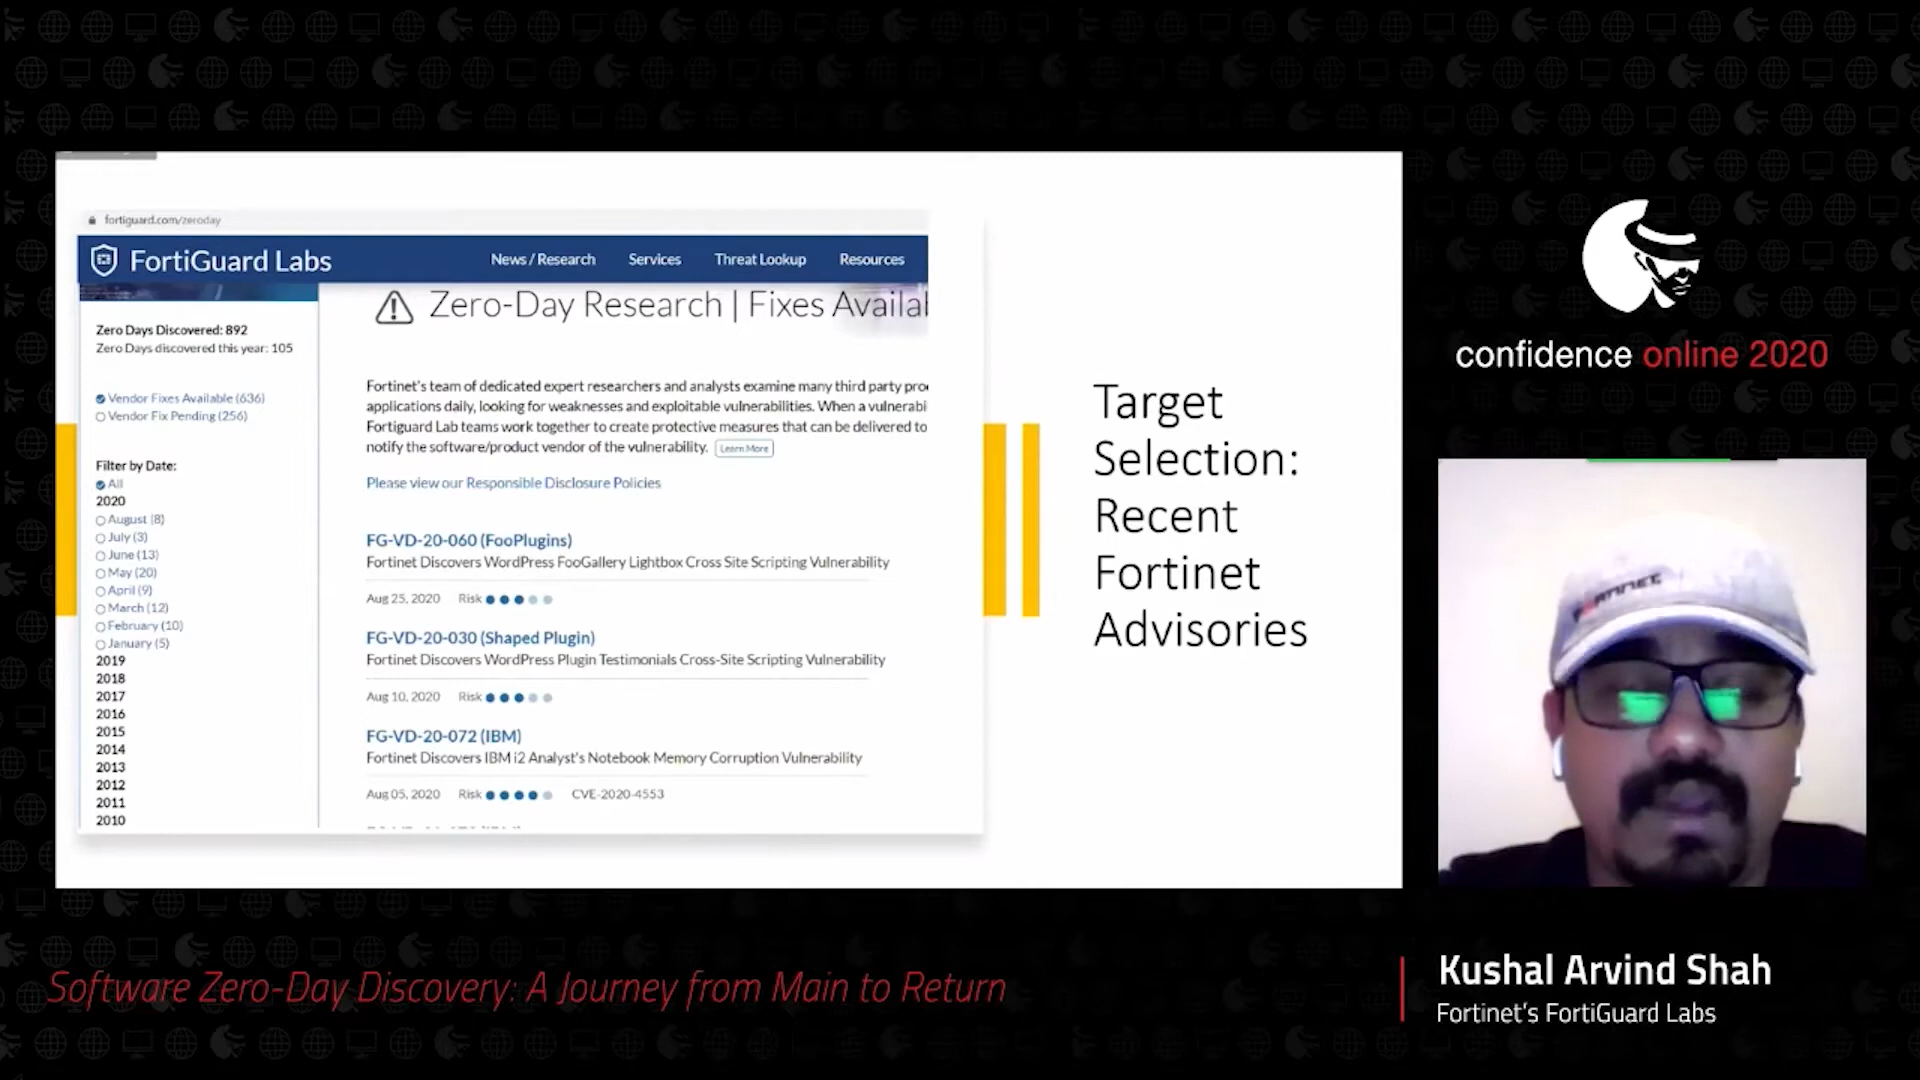 fortiguard.com/zeroday
FortiGuard Labs
News / Research
Services
Threat Lookup
Resources
Zero-Day Research | Fixes Availal
Zero Days Discovered: 892
Zero Days discovered this year: 105
Vendor Fixes Available (636)
Vendor Fix Pending (256)
Filter by Date:
All
2020
August (8)
July (3)
June (13)
May (20)
April (9)
March (12)
February (10)
January (5)
2019
2018
2017
2016
2015
2014
2013
2012
2011
2010
Fortinet's team of dedicated expert researchers and analysts examine many third party pro
applications daily, looking for weaknesses and exploitable vulnerabilities. When a vulnerabi
Fortiguard Lab teams work together to create protective measures that can be delivered to
notify the software/product vendor of the vulnerability. Learn More
Please view our Responsible Disclosure Policies
FG-VD-20-060 (FooPlugins)
Fortinet Discovers WordPress FooGallery Lightbox Cross Site Scripting Vulnerability
Aug 25, 2020 Risk
FG-VD-20-030 (Shaped Plugin)
Fortinet Discovers WordPress Plugin Testimonials Cross-Site Scripting Vulnerability
Aug 10, 2020 Risk
FG-VD-20-072 (IBM)
Fortinet Discovers IBM i2 Analyst's Notebook Memory Corruption Vulnerability
Aug 05, 2020 Risk CVE-2020-4553
Target
Selection:
Recent
Fortinet
Advisories
confidence online 2020
FORTINET
Software Zero-Day Discovery: A Journey from Main to Return
Kushal Arvind Shah
Fortinet's FortiGuard Labs